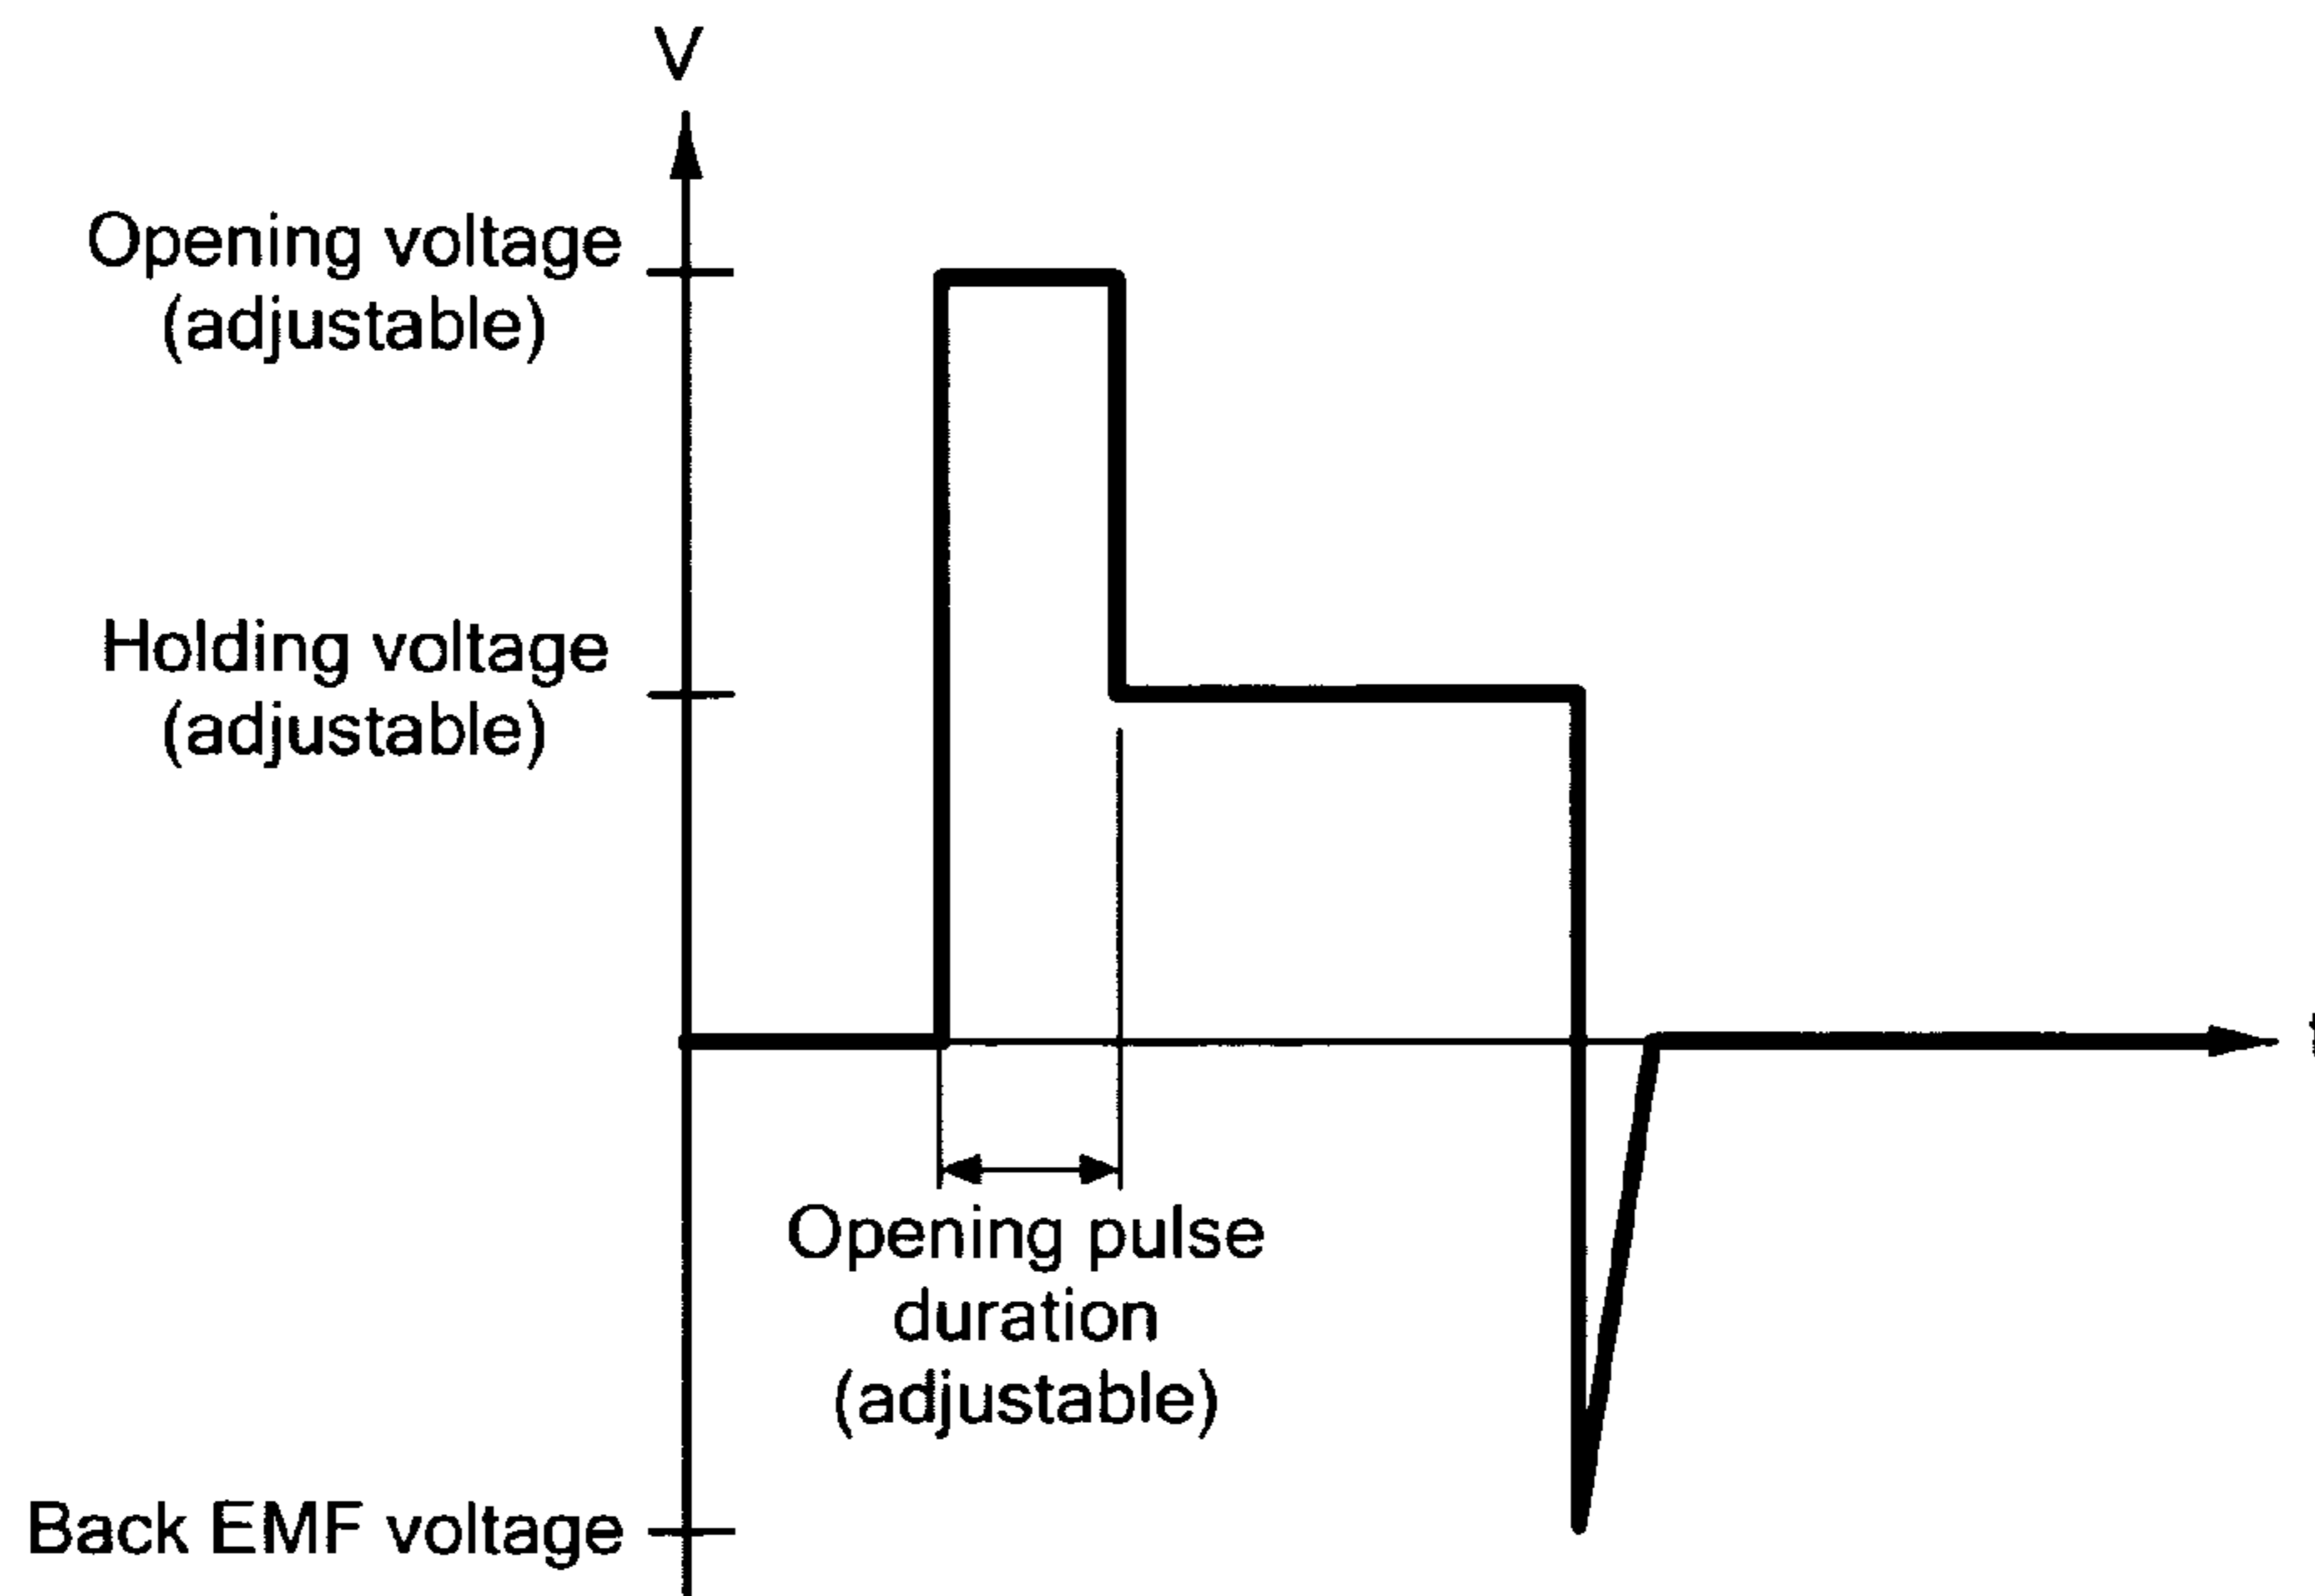 V
Opening voltage
(adjustable)
Holding voltage
(adjustable)
t
Opening pulse
duration
(adjustable)
Back EMF voltage